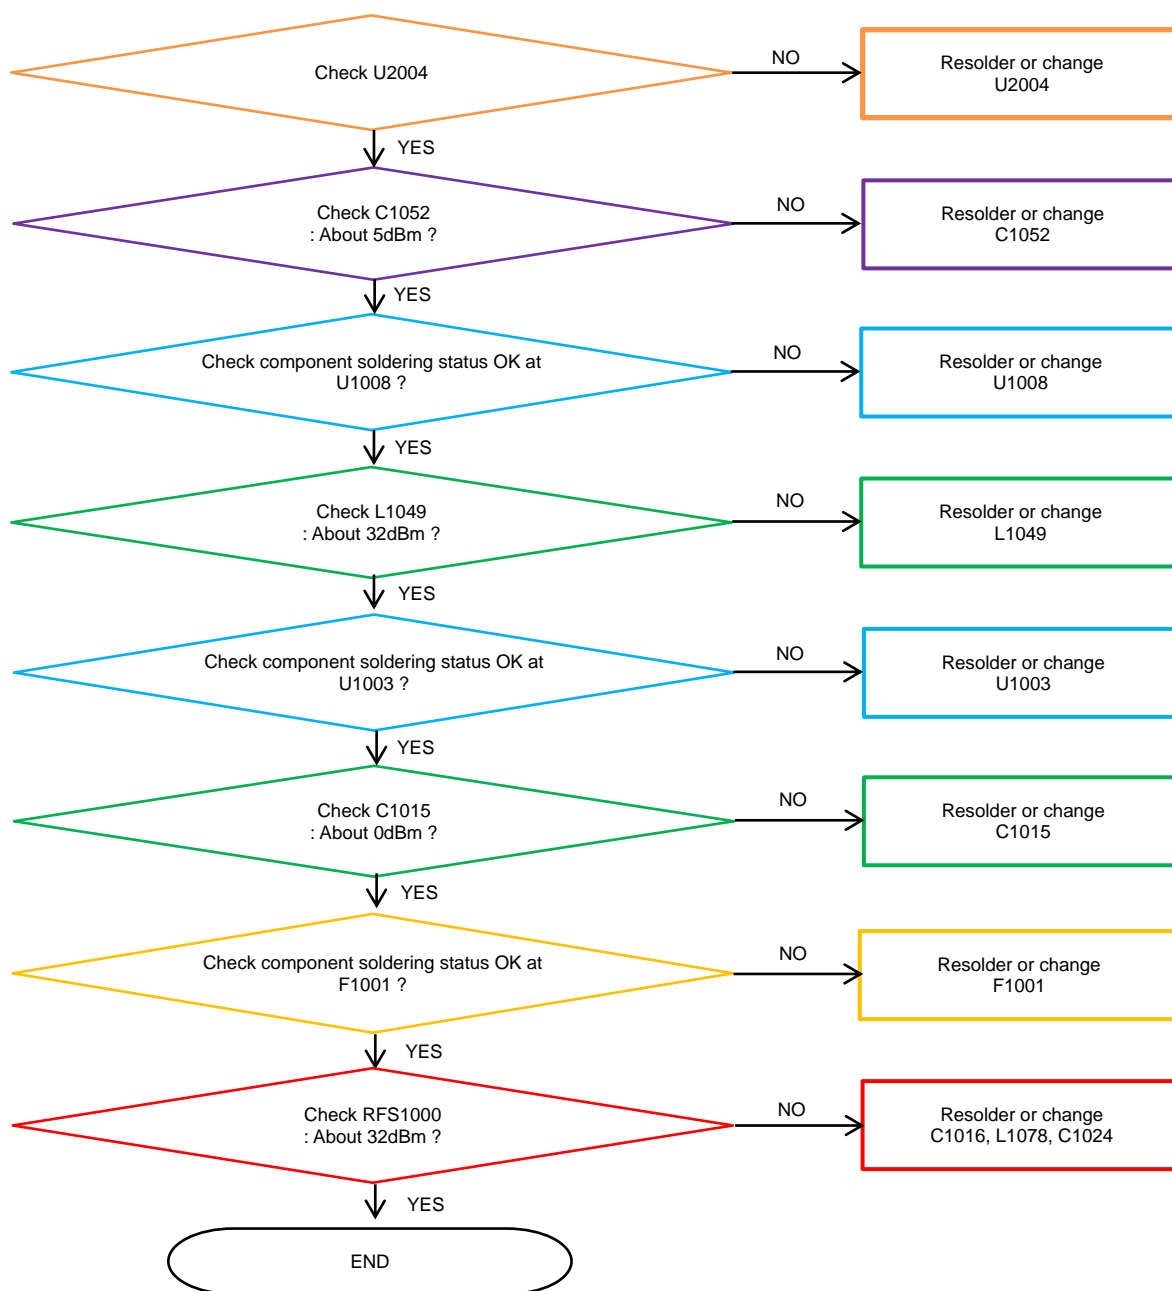 Check U2004
NO
Resolder or change
U2004
YES
Check C1052
: About 5dBm ?
NO
Resolder or change
C1052
YES
Check component soldering status OK at
U1008 ?
NO
Resolder or change
U1008
YES
Check L1049
: About 32dBm ?
NO
Resolder or change
L1049
YES
Check component soldering status OK at
U1003 ?
NO
Resolder or change
U1003
YES
Check C1015
: About 0dBm ?
NO
Resolder or change
C1015
YES
Check component soldering status OK at
F1001 ?
NO
Resolder or change
F1001
YES
Check RFS1000
: About 32dBm ?
NO
Resolder or change
C1016, L1078, C1024
YES
END